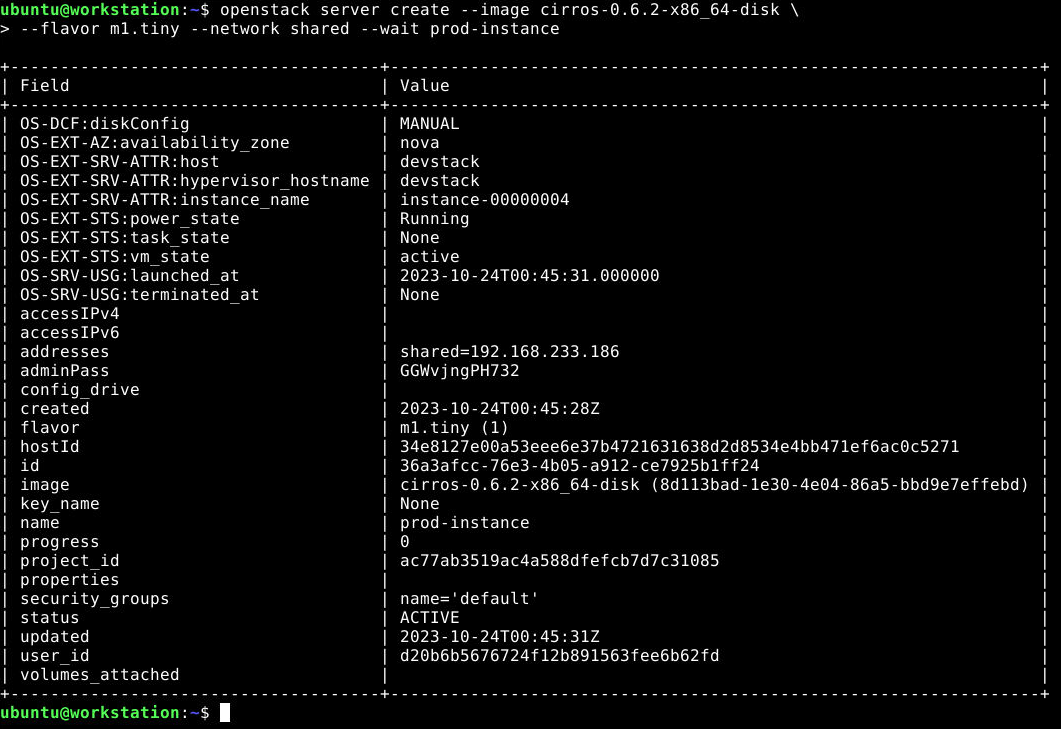 ubuntu@workstation:~$ openstack server create --image cirros-0.6.2-x86_64-disk \
> --flavor m1.tiny --network shared --wait prod-instance
+-------------------------------------+-----------------------------------------------------------------+
| Field                               | Value                                                           |
+-------------------------------------+-----------------------------------------------------------------+
| OS-DCF:diskConfig                   | MANUAL                                                          |
| OS-EXT-AZ:availability_zone         | nova                                                            |
| OS-EXT-SRV-ATTR:host                | devstack                                                        |
| OS-EXT-SRV-ATTR:hypervisor_hostname | devstack                                                        |
| OS-EXT-SRV-ATTR:instance_name       | instance-00000004                                               |
| OS-EXT-STS:power_state              | Running                                                         |
| OS-EXT-STS:task_state               | None                                                            |
| OS-EXT-STS:vm_state                 | active                                                          |
| OS-SRV-USG:launched_at              | 2023-10-24T00:45:31.000000                                      |
| OS-SRV-USG:terminated_at            | None                                                            |
| accessIPv4                          |                                                                 |
| accessIPv6                          |                                                                 |
| addresses                           | shared=192.168.233.186                                          |
| adminPass                           | GGWvjngPH732                                                    |
| config_drive                        |                                                                 |
| created                             | 2023-10-24T00:45:28Z                                            |
| flavor                              | m1.tiny (1)                                                     |
| hostId                              | 34e8127e00a53eee6e37b4721631638d2d8534e4bb471ef6ac0c5271        |
| id                                  | 36a3afcc-76e3-4b05-a912-ce7925b1ff24                            |
| image                               | cirros-0.6.2-x86_64-disk (8d113bad-1e30-4e04-86a5-bbd9e7effebd) |
| key_name                            | None                                                            |
| name                                | prod-instance                                                   |
| progress                            | 0                                                               |
| project_id                          | ac77ab3519ac4a588dfefcb7d7c31085                                |
| properties                          |                                                                 |
| security_groups                     | name='default'                                                  |
| status                              | ACTIVE                                                          |
| updated                             | 2023-10-24T00:45:31Z                                            |
| user_id                             | d20b6b5676724f12b891563fee6b62fd                                |
| volumes_attached                    |                                                                 |
+-------------------------------------+-----------------------------------------------------------------+
ubuntu@workstation:~$